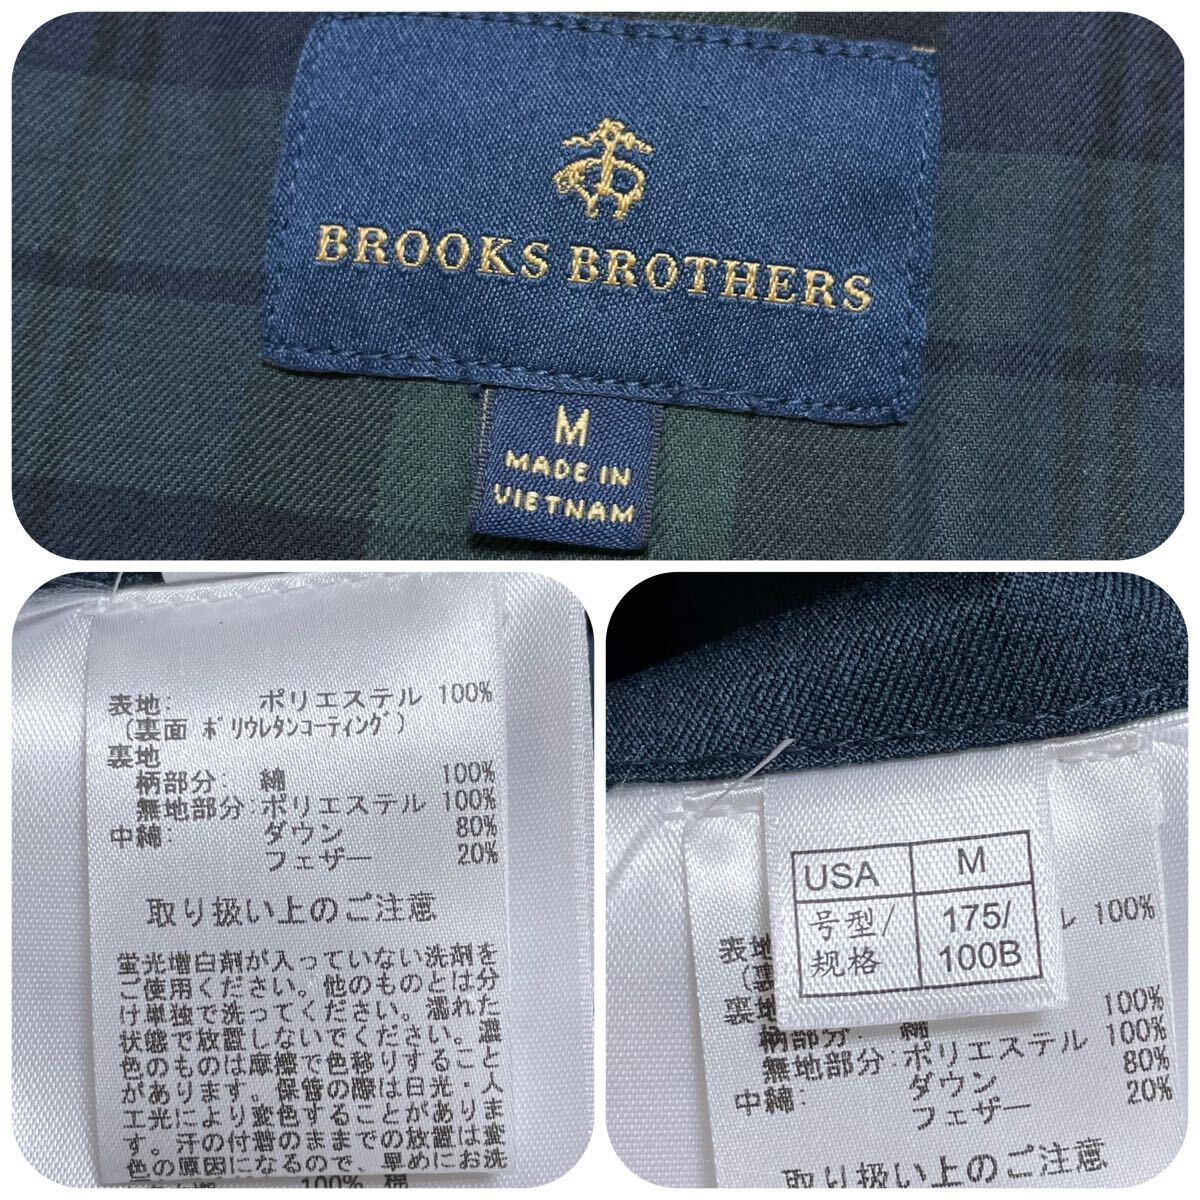 BROOKS BROTHERS
M
MADE IN
VIETNAM
表地: ポリエステル 100%
(裏面 ポリウレタンコーティング)
裏地
柄部分: 綿 100%
無地部分:ポリエステル 100%
中綿: ダウン 80%
フェザー 20%
取り扱い上のご注意
蛍光増白剤が入っていない洗剤を
ご使用ください。他のものとは分
け単独で洗ってください。濡れた
状態で放置しないでください。濃
色のものは摩擦で色移りすること
があります。保管の際は日光・人
工光により変色することがありま
す。汗の付着のままでの放置は変
色の原因になるので、早めにお洗
USA M
号型/ 175/
规格 100B
表地 ル 100%
(裏
裏地 100%
柄部分: 綿 100%
無地部分:ポリエステル 80%
中綿: ダウン 20%
フェザー
取り扱い上のご注意